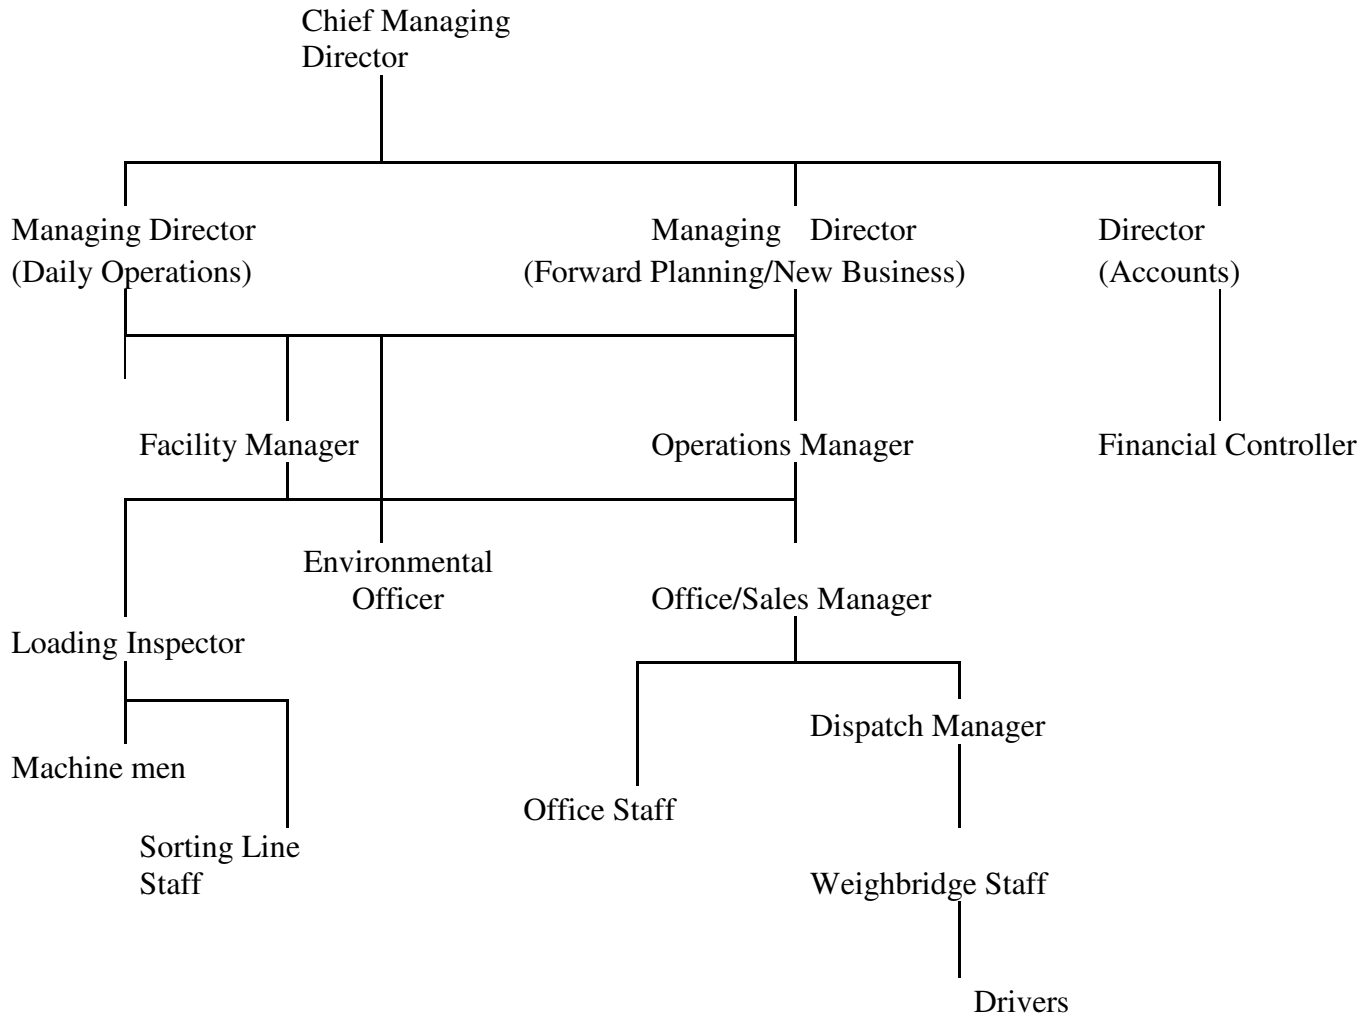 Chief Managing
Director
Managing Director
(Daily Operations)
Managing Director
(Forward Planning/New Business)
Director
(Accounts)
Facility Manager
Operations Manager
Financial Controller
Environmental
Officer
Office/Sales Manager
Loading Inspector
Dispatch Manager
Machine men
Office Staff
Sorting Line
Staff
Weighbridge Staff
Drivers